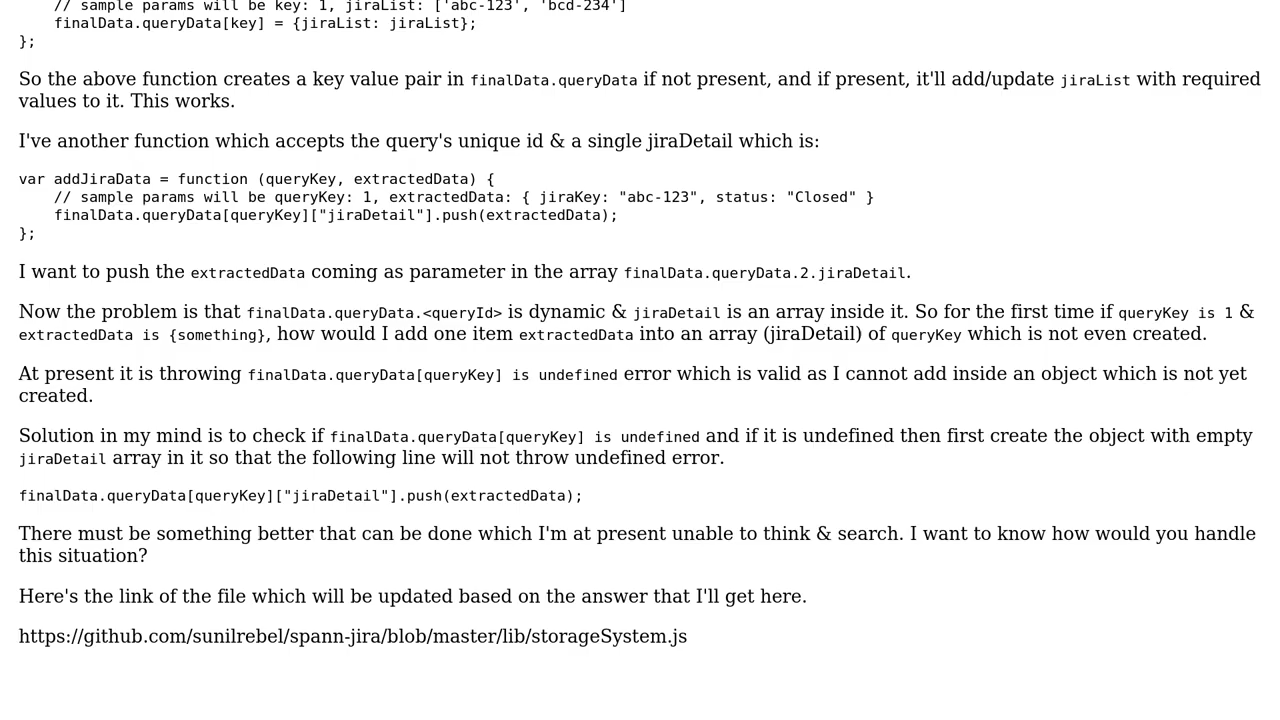 // sample params will be key: 1, jiraList: ['abc-123', 'bcd-234']
finalData.queryData[key] = {jiraList: jiraList};
};
So the above function creates a key value pair in finalData.queryData if not present, and if present, it'll add/update jiraList with required
values to it. This works.
I've another function which accepts the query's unique id & a single jiraDetail which is:
var addJiraData = function (queryKey, extractedData) {
// sample params will be queryKey: 1, extractedData: { jiraKey: "abc-123", status: "Closed" }
finalData.queryData[queryKey]["jiraDetail"].push(extractedData);
};
I want to push the extractedData coming as parameter in the array finalData.queryData.2.jiraDetail.
Now the problem is that finalData.queryData.<queryId> is dynamic & jiraDetail is an array inside it. So for the first time if queryKey is 1 &
extractedData is {something}, how would I add one item extractedData into an array (jiraDetail) of queryKey which is not even created.
At present it is throwing finalData.queryData[queryKey] is undefined error which is valid as I cannot add inside an object which is not yet
created.
Solution in my mind is to check if finalData.queryData[queryKey] is undefined and if it is undefined then first create the object with empty
jiraDetail array in it so that the following line will not throw undefined error.
finalData.queryData[queryKey]["jiraDetail"].push(extractedData);
There must be something better that can be done which I'm at present unable to think & search. I want to know how would you handle
this situation?
Here's the link of the file which will be updated based on the answer that I'll get here.
https://github.com/sunilrebel/spann-jira/blob/master/lib/storageSystem.js